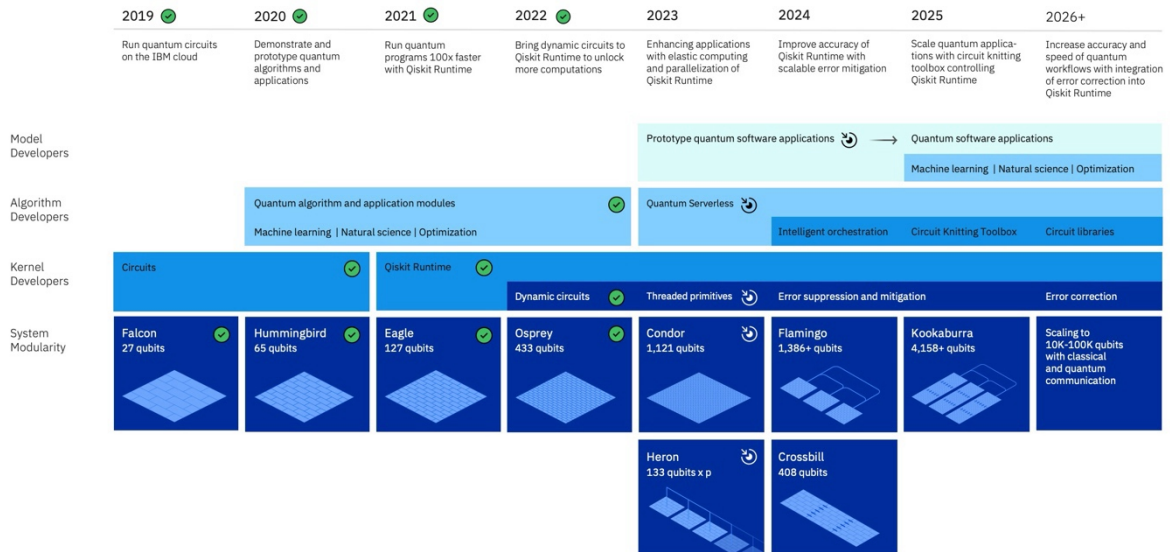 2019
2020
2021
2022
2023
2024
2025
2026+
Run quantum circuits
on the IBM cloud
Demonstrate and
prototype quantum
algorithms and
applications
Run quantum
programs 100x faster
with Qiskit Runtime
Bring dynamic circuits to
Qiskit Runtime to unlock
more computations
Enhancing applications
with elastic computing
and parallelization of
Qiskit Runtime
Improve accuracy of
Qiskit Runtime with
scalable error mitigation
Scale quantum applica-
tions with circuit knitting
toolbox controlling
Qiskit Runtime
Increase accuracy and
speed of quantum
workflows with integration
of error correction into
Qiskit Runtime
Model
Developers
Prototype quantum software applications
Quantum software applications
Machine learning | Natural science | Optimization
Algorithm
Developers
Quantum algorithm and application modules
Machine learning | Natural science | Optimization
Quantum Serverless
Intelligent orchestration
Circuit Knitting Toolbox
Circuit libraries
Kernel
Developers
Circuits
Qiskit Runtime
Dynamic circuits
Threaded primitives
Error suppression and mitigation
Error correction
System
Modularity
Falcon
27 qubits
Hummingbird
65 qubits
Eagle
127 qubits
Osprey
433 qubits
Condor
1,121 qubits
Flamingo
1,386+ qubits
Kookaburra
4,158+ qubits
Scaling to
10K-100K qubits
with classical
and quantum
communication
Heron
133 qubits x p
Crossbill
408 qubits